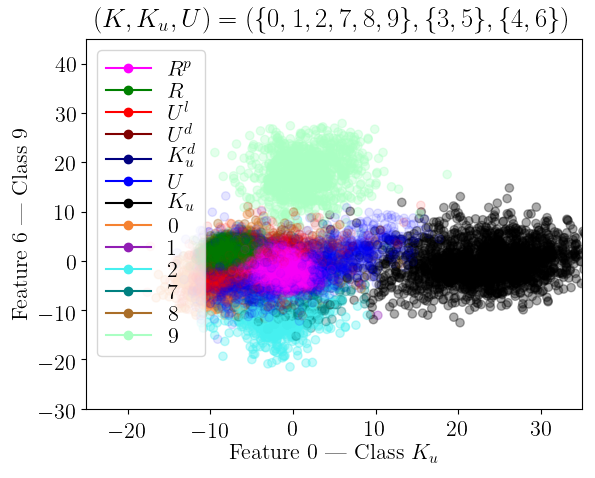 (K, K_u, U) = ({0, 1, 2, 7, 8, 9}, {3, 5}, {4, 6})
40
30
20
10
0
−10
−20
−30
Feature 6 — Class 9
R^p
R
U^l
U^d
K_u^d
U
K_u
0
1
2
7
8
9
−20 −10 0 10 20 30
Feature 0 — Class K_u